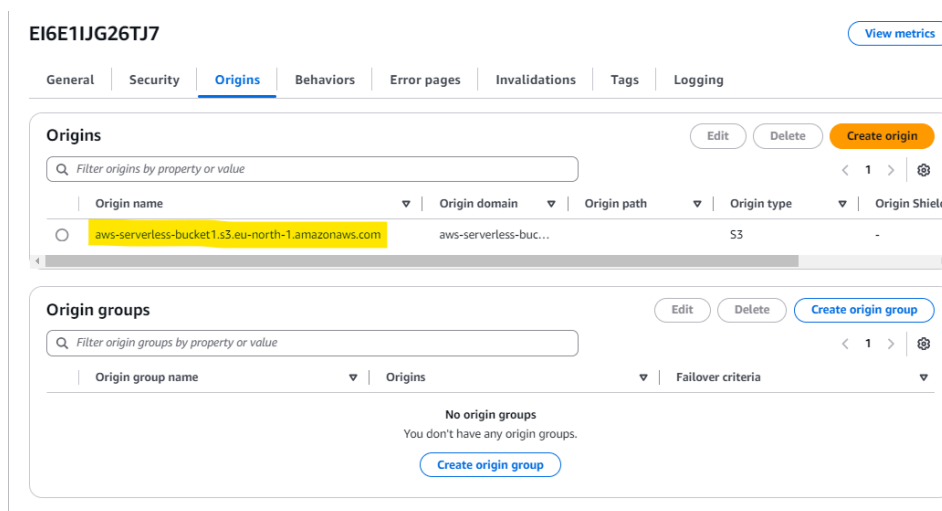 EI6E1IJG26TJ7
View metrics
General Security Origins Behaviors Error pages Invalidations Tags Logging
Origins
Edit Delete Create origin
Filter origins by property or value
1
Origin name Origin domain Origin path Origin type Origin Shield
aws-serverless-bucket1.s3.eu-north-1.amazonaws.com aws-serverless-buc... S3 -
Origin groups
Edit Delete Create origin group
Filter origin groups by property or value
1
Origin group name Origins Failover criteria
No origin groups
You don't have any origin groups.
Create origin group